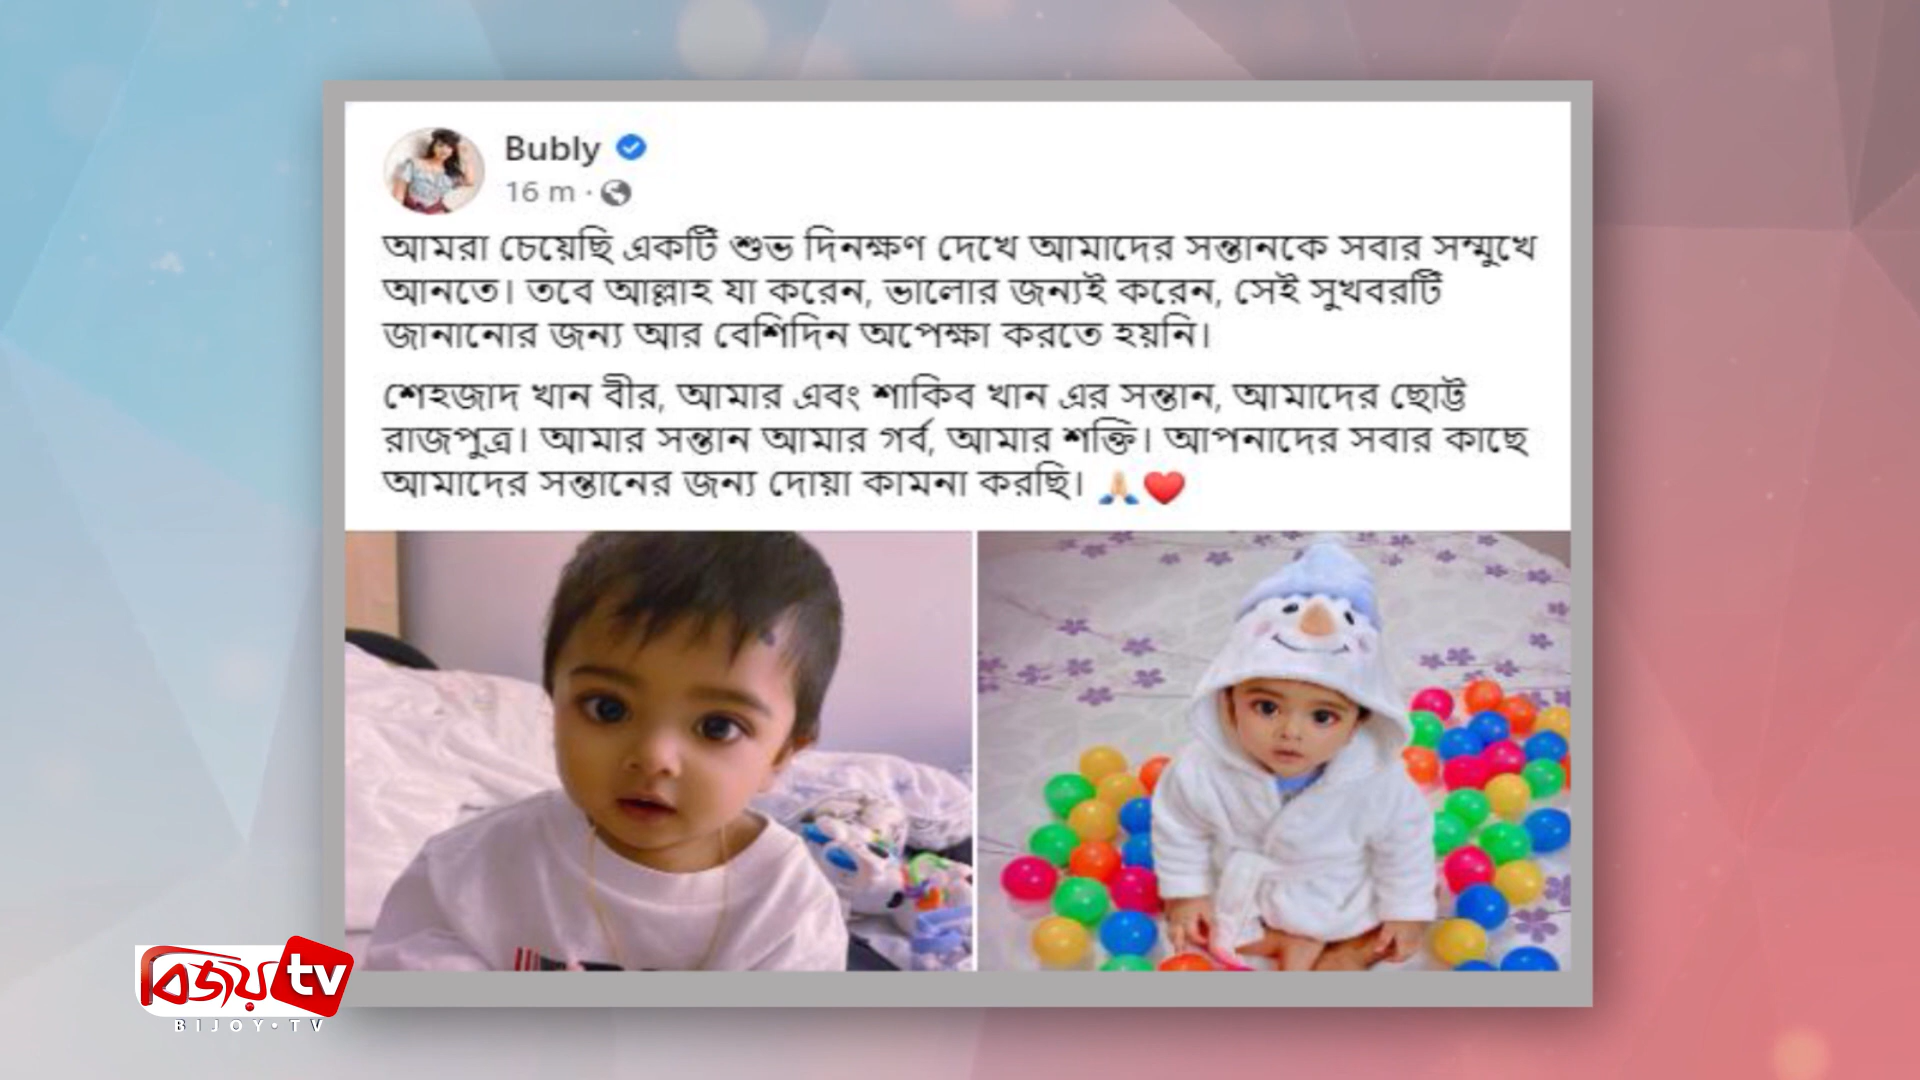 Bubly
16 m ·
আমরা চেয়েছি একটি শুভ দিনক্ষণ দেখে আমাদের সন্তানকে সবার সম্মুখে
আনতে। তবে আল্লাহ যা করেন, ভালোর জন্যই করেন, সেই সুখবরটি
জানানোর জন্য আর বেশিদিন অপেক্ষা করতে হয়নি।
শেহজাদ খান বীর, আমার এবং শাকিব খান এর সন্তান, আমাদের ছোট্ট
রাজপুত্র। আমার সন্তান আমার গর্ব, আমার শক্তি। আপনাদের সবার কাছে
আমাদের সন্তানের জন্য দোয়া কামনা করছি। 🙏🏻❤️
বিজয় tv
BIJOY·TV